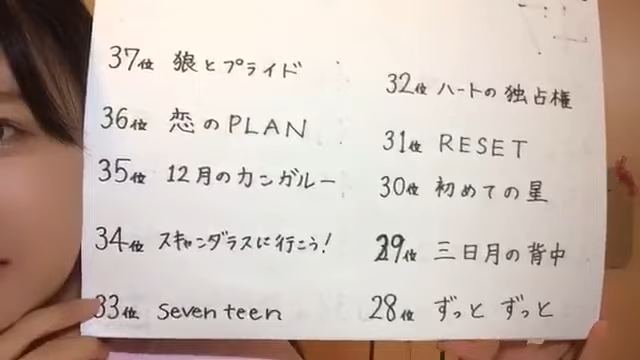 37位 狼とプライド
36位 恋のPLAN
35位 12月のカンガルー
34位 スキャンダラスに行こう!
33位 seventeen
32位 ハートの独占権
31位 RESET
30位 初めての星
29位 三日月の背中
28位 ずっと ずっと